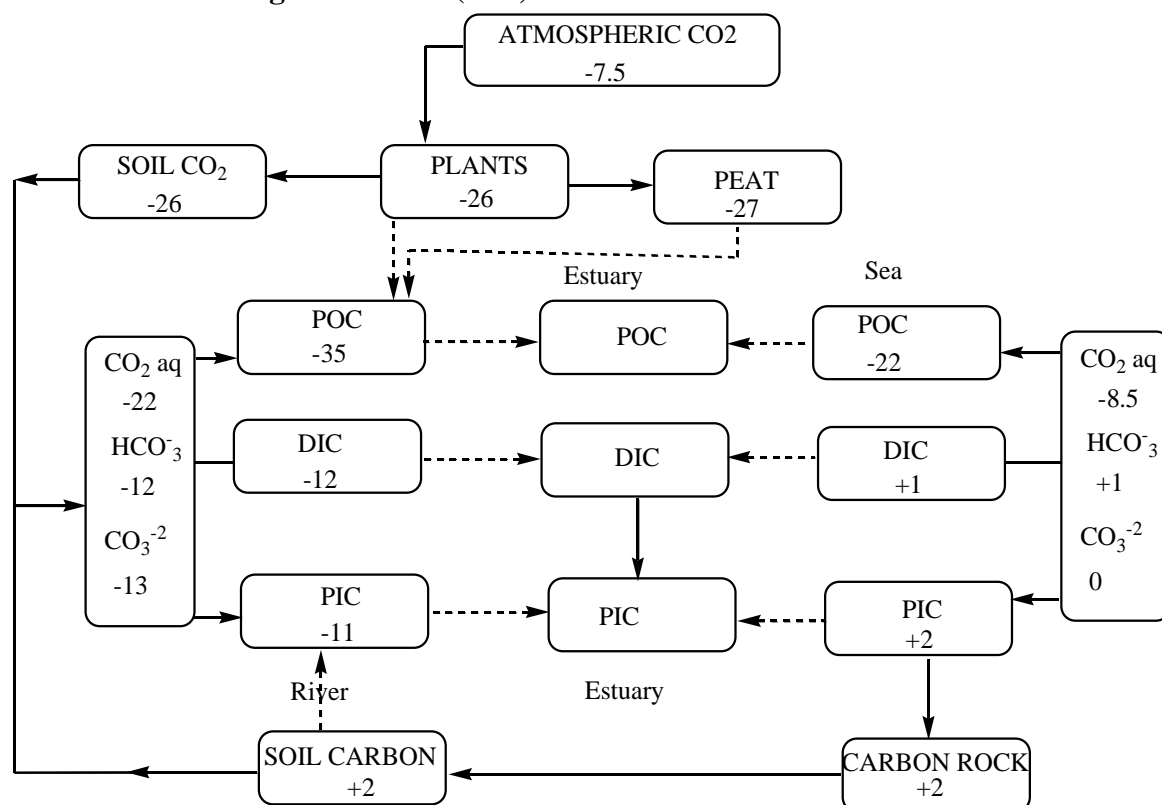 ATMOSPHERIC CO2
-7.5
SOIL CO₂
-26
PLANTS
-26
PEAT
-27
Estuary
Sea
POC
-35
POC
POC
-22
CO₂ aq
-22
HCO⁻₃
-12
CO₃⁻²
-13
DIC
-12
DIC
DIC
+1
CO₂ aq
-8.5
HCO⁻₃
+1
CO₃⁻²
0
PIC
-11
PIC
PIC
+2
River
Estuary
SOIL CARBON
+2
CARBON ROCK
+2